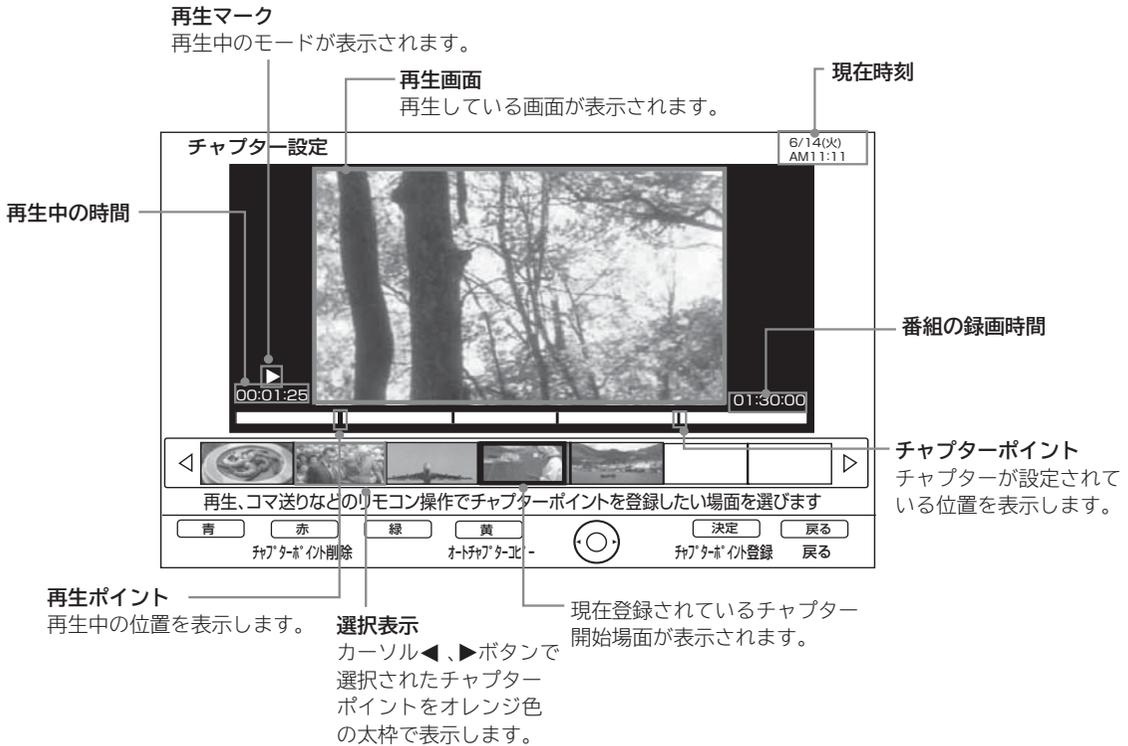 再生マーク
再生中のモードが表示されます。
再生画面
再生している画面が表示されます。
現在時刻
チャプター設定
6/14(火)
AM11:11
再生中の時間
番組の録画時間
00:01:25
01:30:00
チャプターポイント
チャプターが設定されて
いる位置を表示します。
再生、コマ送りなどのリモコン操作でチャプターポイントを登録したい場面を選びます
青 赤 緑 黄 決定 戻る
ﾁｬﾌﾟﾀｰﾎﾟｲﾝﾄ削除 ｵｰﾄﾁｬﾌﾟﾀｰｺﾋﾟｰ ﾁｬﾌﾟﾀｰﾎﾟｲﾝﾄ登録 戻る
再生ポイント
再生中の位置を表示します。
選択表示
カーソル◀、▶ボタンで
選択されたチャプター
ポイントをオレンジ色
の太枠で表示します。
現在登録されているチャプター
開始場面が表示されます。